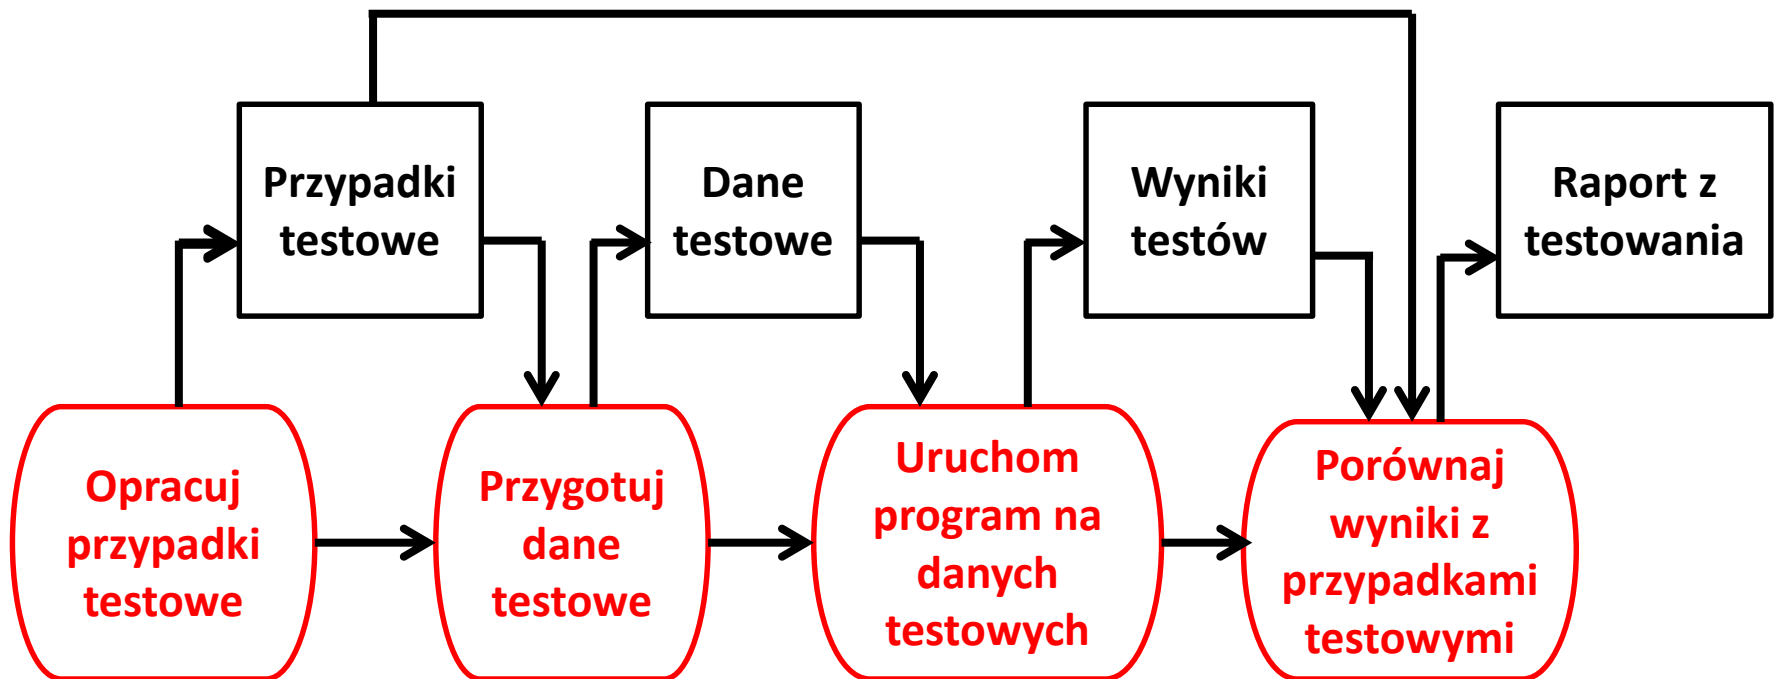 Przypadki
testowe
Dane
testowe
Wyniki
testów
Raport z
testowania
Opracuj
przypadki
testowe
Przygotuj
dane
testowe
Uruchom
program na
danych
testowych
Porównaj
wyniki z
przypadkami
testowymi